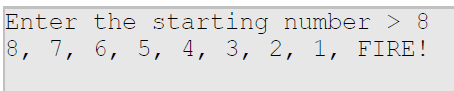 Enter the starting number > 8
8, 7, 6, 5, 4, 3, 2, 1, FIRE!